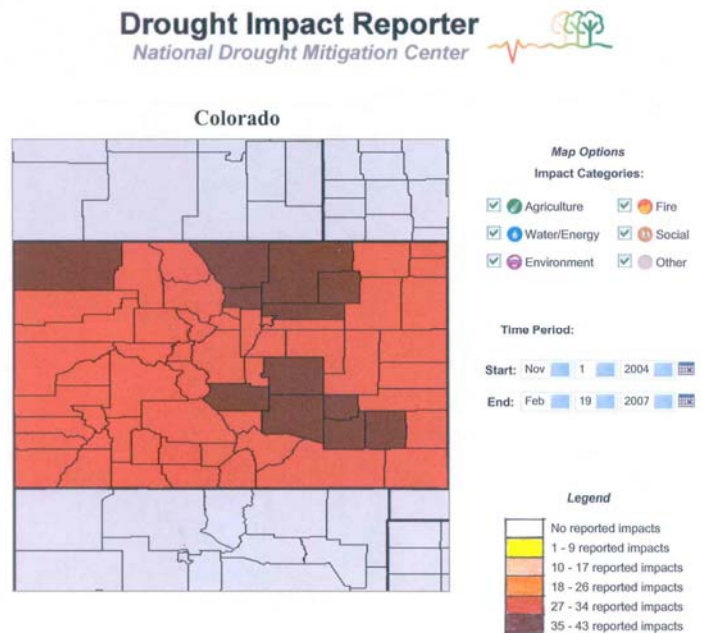 Drought Impact Reporter
National Drought Mitigation Center
Colorado
Map Options
Impact Categories:
Agriculture Fire
Water/Energy Social
Environment Other
Time Period:
Start: Nov 1 2004
End: Feb 19 2007
Legend
No reported impacts
1 - 9 reported impacts
10 - 17 reported impacts
18 - 26 reported impacts
27 - 34 reported impacts
35 - 43 reported impacts